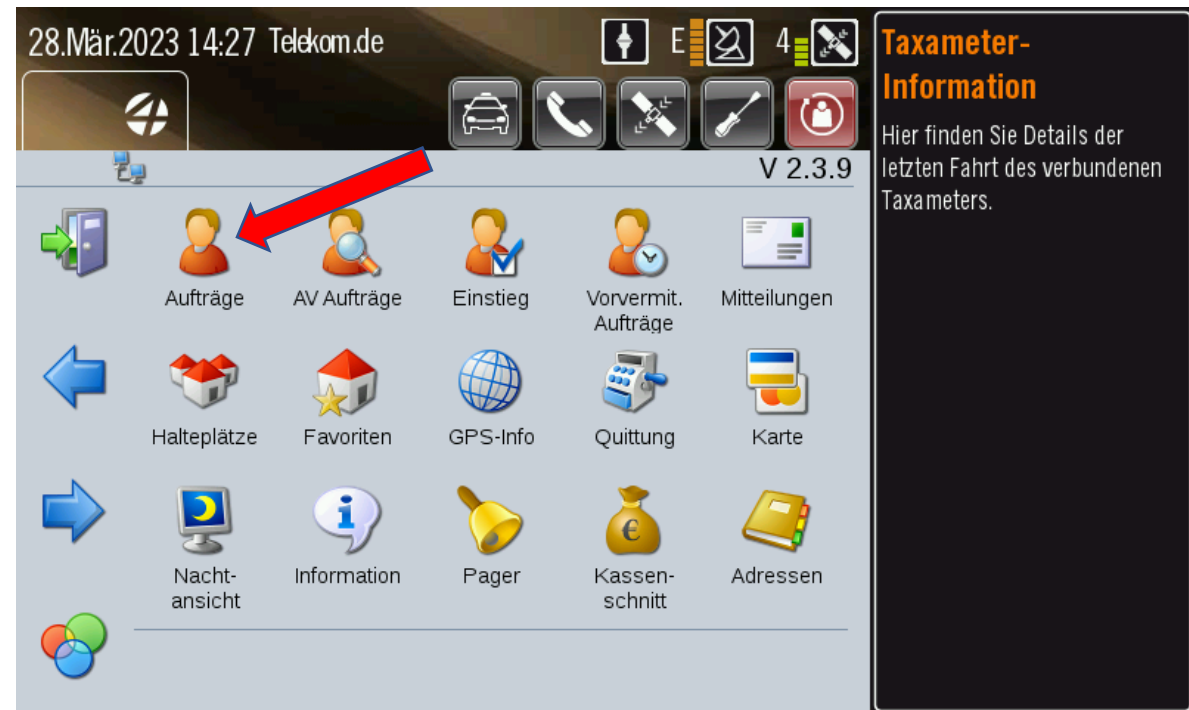 28.Mär.2023 14:27 Telekom.de E 4
V 2.3.9
Aufträge AV Aufträge Einstieg Vorvermit. Mitteilungen
Aufträge
Halteplätze Favoriten GPS-Info Quittung Karte
€
Nacht- Information Pager Kassen- Adressen
ansicht schnitt
Taxameter-
Information
Hier finden Sie Details der
letzten Fahrt des verbundenen
Taxameters.